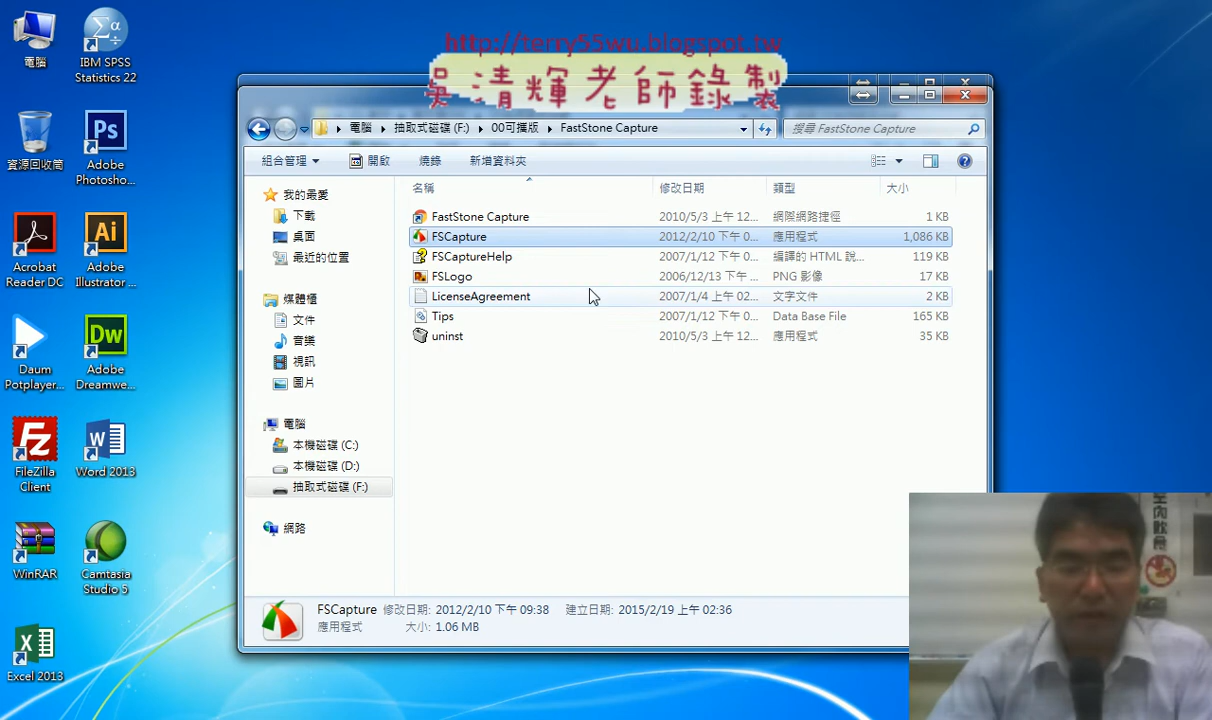 http://terry55wu.blogspot.tw
吳清輝老師錄製
電腦
IBM SPSS
Statistics 22
資源回收筒
Adobe
Photosho...
Acrobat
Reader DC
Adobe
Illustrator ...
Daum
Potplayer...
Adobe
Dreamwe...
FileZilla
Client
Word 2013
WinRAR
Camtasia
Studio 5
Excel 2013
電腦 抽取式磁碟 (F:) 00可攜版 FastStone Capture
搜尋 FastStone Capture
組合管理 開啟 燒錄 新增資料夾
我的最愛
下載
桌面
最近的位置
媒體櫃
文件
音樂
視訊
圖片
電腦
本機磁碟 (C:)
本機磁碟 (D:)
抽取式磁碟 (F:)
網路
名稱 修改日期 類型 大小
FastStone Capture 2010/5/3 上午 12... 網際網路捷徑 1 KB
FSCapture 2012/2/10 下午 0... 應用程式 1,086 KB
FSCaptureHelp 2007/1/12 下午 0... 編譯的 HTML 說... 119 KB
FSLogo 2006/12/13 下午 ... PNG 影像 17 KB
LicenseAgreement 2007/1/4 上午 02... 文字文件 2 KB
Tips 2007/1/12 下午 0... Data Base File 165 KB
uninst 2010/5/3 上午 12... 應用程式 35 KB
FSCapture 修改日期: 2012/2/10 下午 09:38 建立日期: 2015/2/19 上午 02:36
應用程式 大小: 1.06 MB